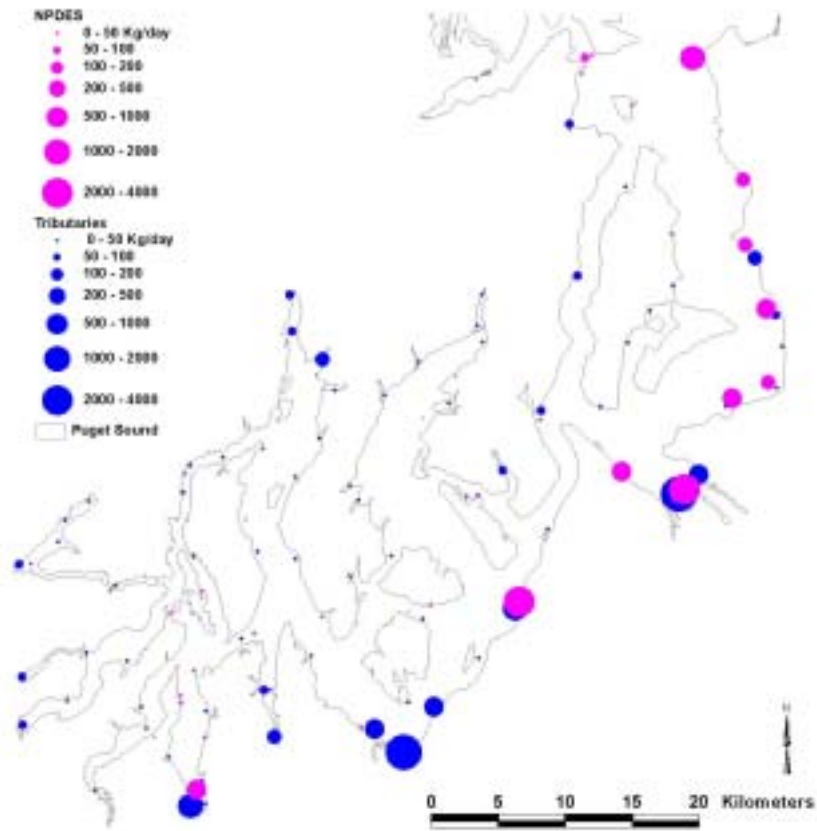 NPDES
0 - 50 Kg/day
50 - 100
100 - 200
200 - 500
500 - 1000
1000 - 2000
2000 - 4000
Tributaries
0 - 50 Kg/day
50 - 100
100 - 200
200 - 500
500 - 1000
1000 - 2000
2000 - 4000
Puget Sound
N
0 5 10 15 20 Kilometers